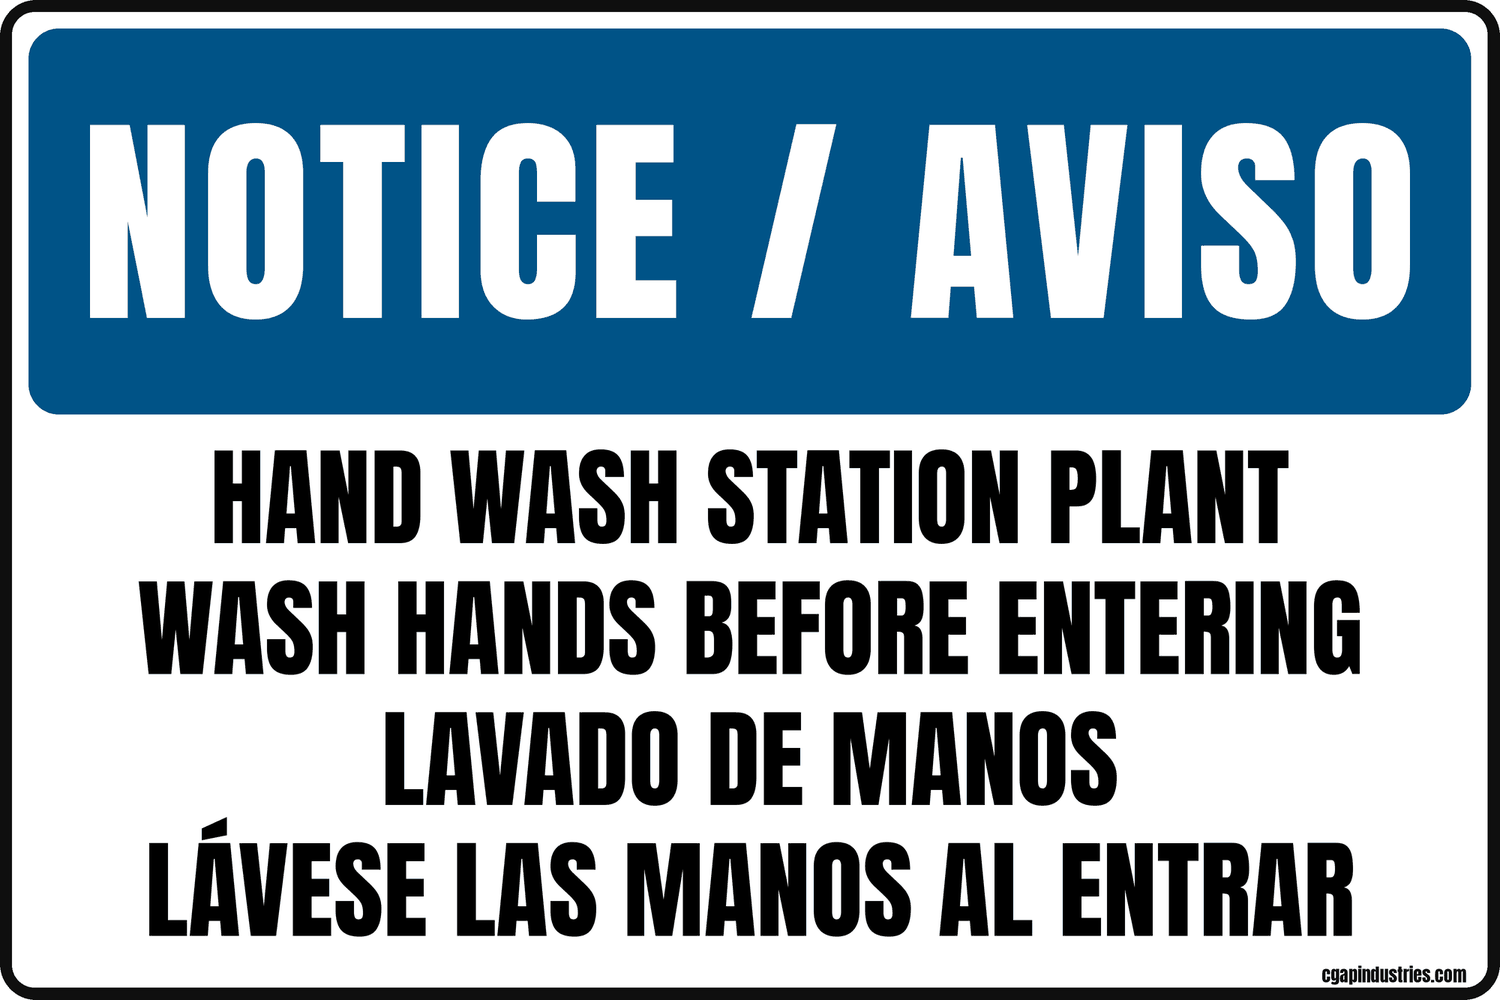 NOTICE / AVISO
HAND WASH STATION PLANT
WASH HANDS BEFORE ENTERING
LAVADO DE MANOS
LÁVESE LAS MANOS AL ENTRAR
cgapindustries.com